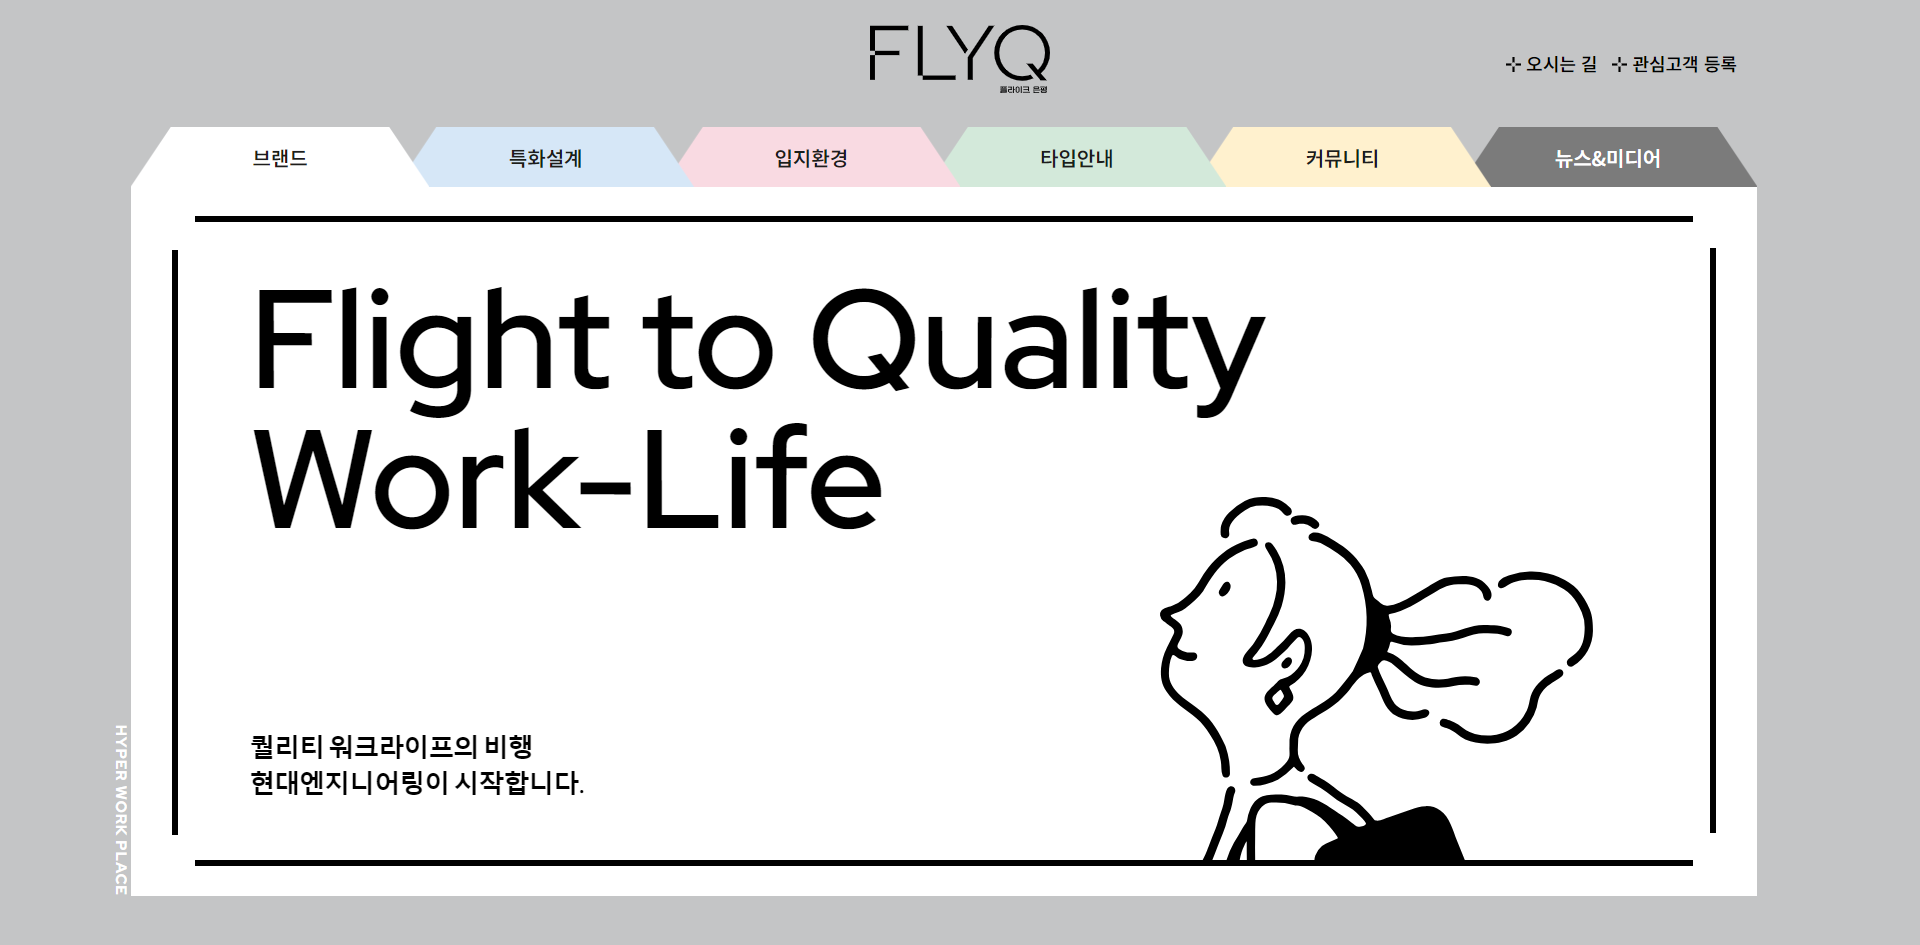 FLYQ
플라이크 은평
오시는 길
관심고객 등록
브랜드
특화설계
입지환경
타입안내
커뮤니티
뉴스&미디어
Flight to Quality
Work-Life
퀄리티 워크라이프의 비행
현대엔지니어링이 시작합니다.
HYPER WORK PLACE